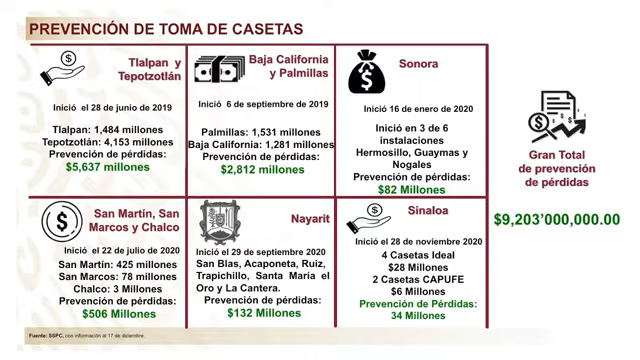 PREVENCIÓN DE TOMA DE CASETAS
Tlalpan y
Tepotzotlán
Inició el 28 de junio de 2019
Tlalpan: 1,484 millones
Tepotzotlán: 4,153 millones
Prevención de pérdidas:
$5,637 millones
Baja California
y Palmillas
Inició 6 de septiembre de 2019
Palmillas: 1,531 millones
Baja California: 1,281 millones
Prevención de pérdidas:
$2,812 millones
Sonora
Inició 16 de enero de 2020
Inició en 3 de 6
instalaciones
Hermosillo, Guaymas y
Nogales
Prevención de pérdidas:
$82 Millones
San Martín, San
Marcos y Chalco
Inició el 22 de julio de 2020
San Martín: 425 millones
San Marcos: 78 millones
Chalco: 3 Millones
Prevención de pérdidas:
$506 Millones
Nayarit
Inició el 29 de septiembre 2020
San Blas, Acaponeta, Ruiz,
Trapichillo, Santa María el
Oro y La Cantera.
Prevención de pérdidas:
$132 Millones
Sinaloa
Inició el 28 de noviembre 2020
4 Casetas Ideal
$28 Millones
2 Casetas CAPUFE
$6 Millones
Prevención de Pérdidas:
34 Millones
Gran Total
de prevención
de pérdidas
$9,203'000,000.00
Fuente: SSPC, con información al 17 de diciembre.